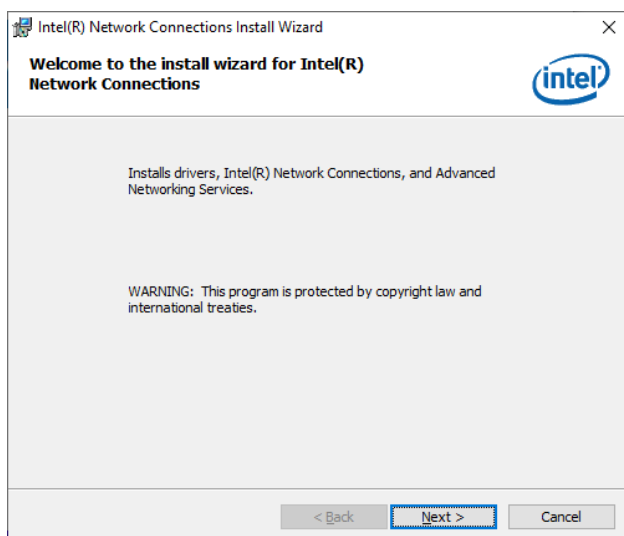 Intel(R) Network Connections Install Wizard
Welcome to the install wizard for Intel(R)
Network Connections
intel
Installs drivers, Intel(R) Network Connections, and Advanced
Networking Services.
WARNING:  This program is protected by copyright law and
international treaties.
< Back
Next >
Cancel